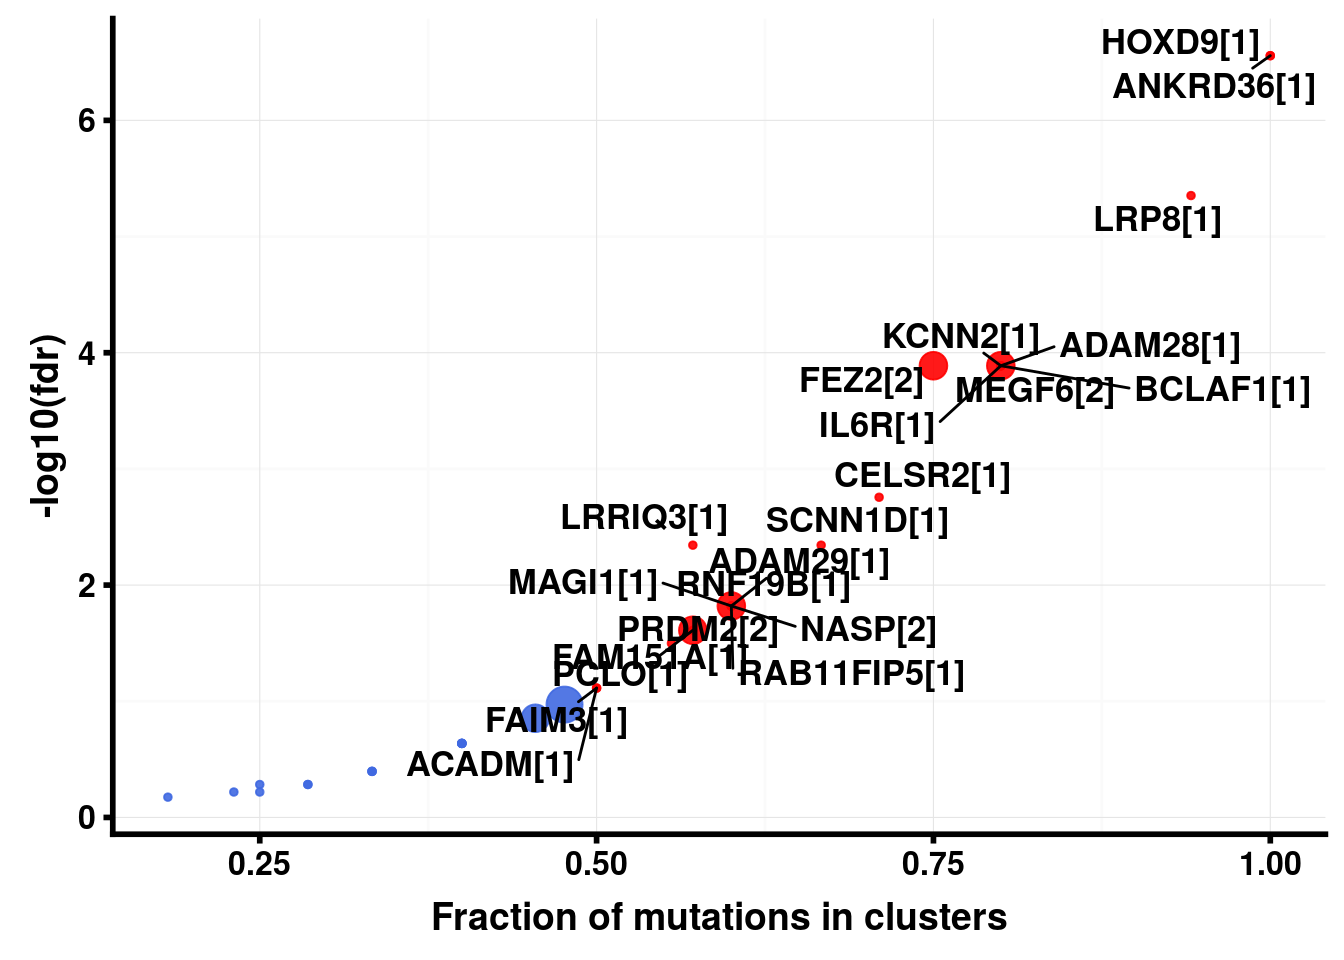 HOXD9[1]
ANKRD36[1]
6
LRP8[1]
KCNN2[1]
ADAM28[1]
4
FEZ2[2]
MEGF6[2]
BCLAF1[1]
IL6R[1]
-log10(fdr)
CELSR2[1]
LRRIQ3[1]
SCNN1D[1]
ADAM29[1]
MAGI1[1]
RNF19B[1]
2
PRDM2[2]
NASP[2]
FAM151A[1]
PCLO[1]
RAB11FIP5[1]
FAIM3[1]
ACADM[1]
0
0.25 0.50 0.75 1.00
Fraction of mutations in clusters